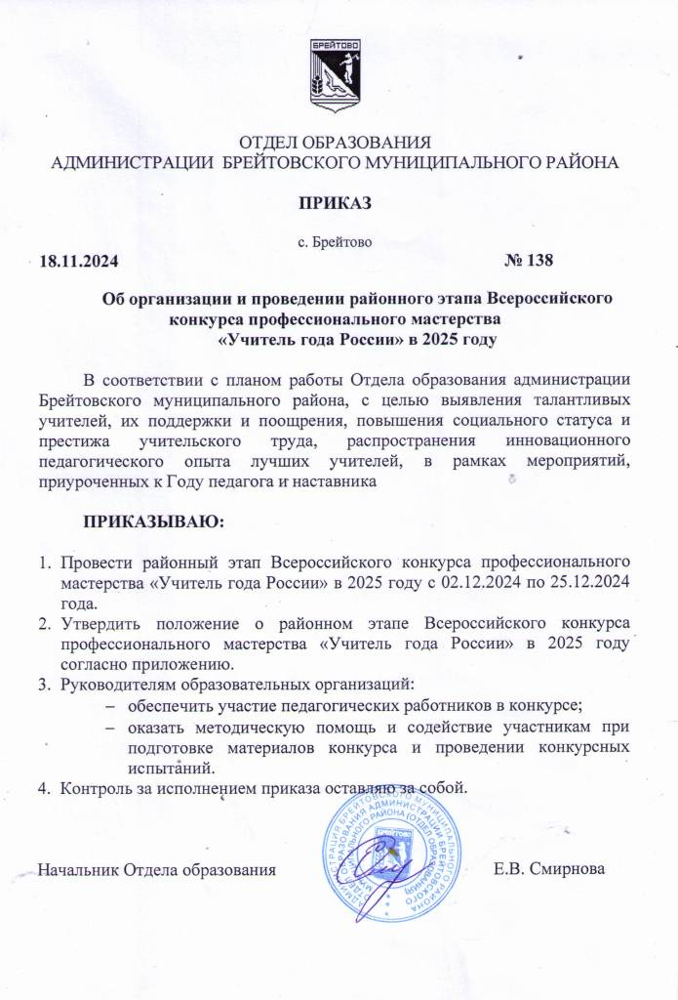 БРЕЙТОВО
ОТДЕЛ ОБРАЗОВАНИЯ
АДМИНИСТРАЦИИ БРЕЙТОВСКОГО МУНИЦИПАЛЬНОГО РАЙОНА
ПРИКАЗ
с. Брейтово
18.11.2024 № 138
Об организации и проведении районного этапа Всероссийского
конкурса профессионального мастерства
«Учитель года России» в 2025 году
В соответствии с планом работы Отдела образования администрации
Брейтовского муниципального района, с целью выявления талантливых
учителей, их поддержки и поощрения, повышения социального статуса и
престижа учительского труда, распространения инновационного
педагогического опыта лучших учителей, в рамках мероприятий,
приуроченных к Году педагога и наставника
ПРИКАЗЫВАЮ:
1. Провести районный этап Всероссийского конкурса профессионального
мастерства «Учитель года России» в 2025 году с 02.12.2024 по 25.12.2024
года.
2. Утвердить положение о районном этапе Всероссийского конкурса
профессионального мастерства «Учитель года России» в 2025 году
согласно приложению.
3. Руководителям образовательных организаций:
– обеспечить участие педагогических работников в конкурсе;
– оказать методическую помощь и содействие участникам при
подготовке материалов конкурса и проведении конкурсных
испытаний.
4. Контроль за исполнением приказа оставляю за собой.
Начальник Отдела образования Е.В. Смирнова
АДМИНИСТРАЦИЯ БРЕЙТОВСКОГО МУНИЦИПАЛЬНОГО РАЙОНА
ОТДЕЛ ОБРАЗОВАНИЯ АДМИНИСТРАЦИИ БРЕЙТОВСКОГО
МУНИЦИПАЛЬНОГО РАЙОНА (ОТДЕЛ ОБРАЗОВАНИЯ)